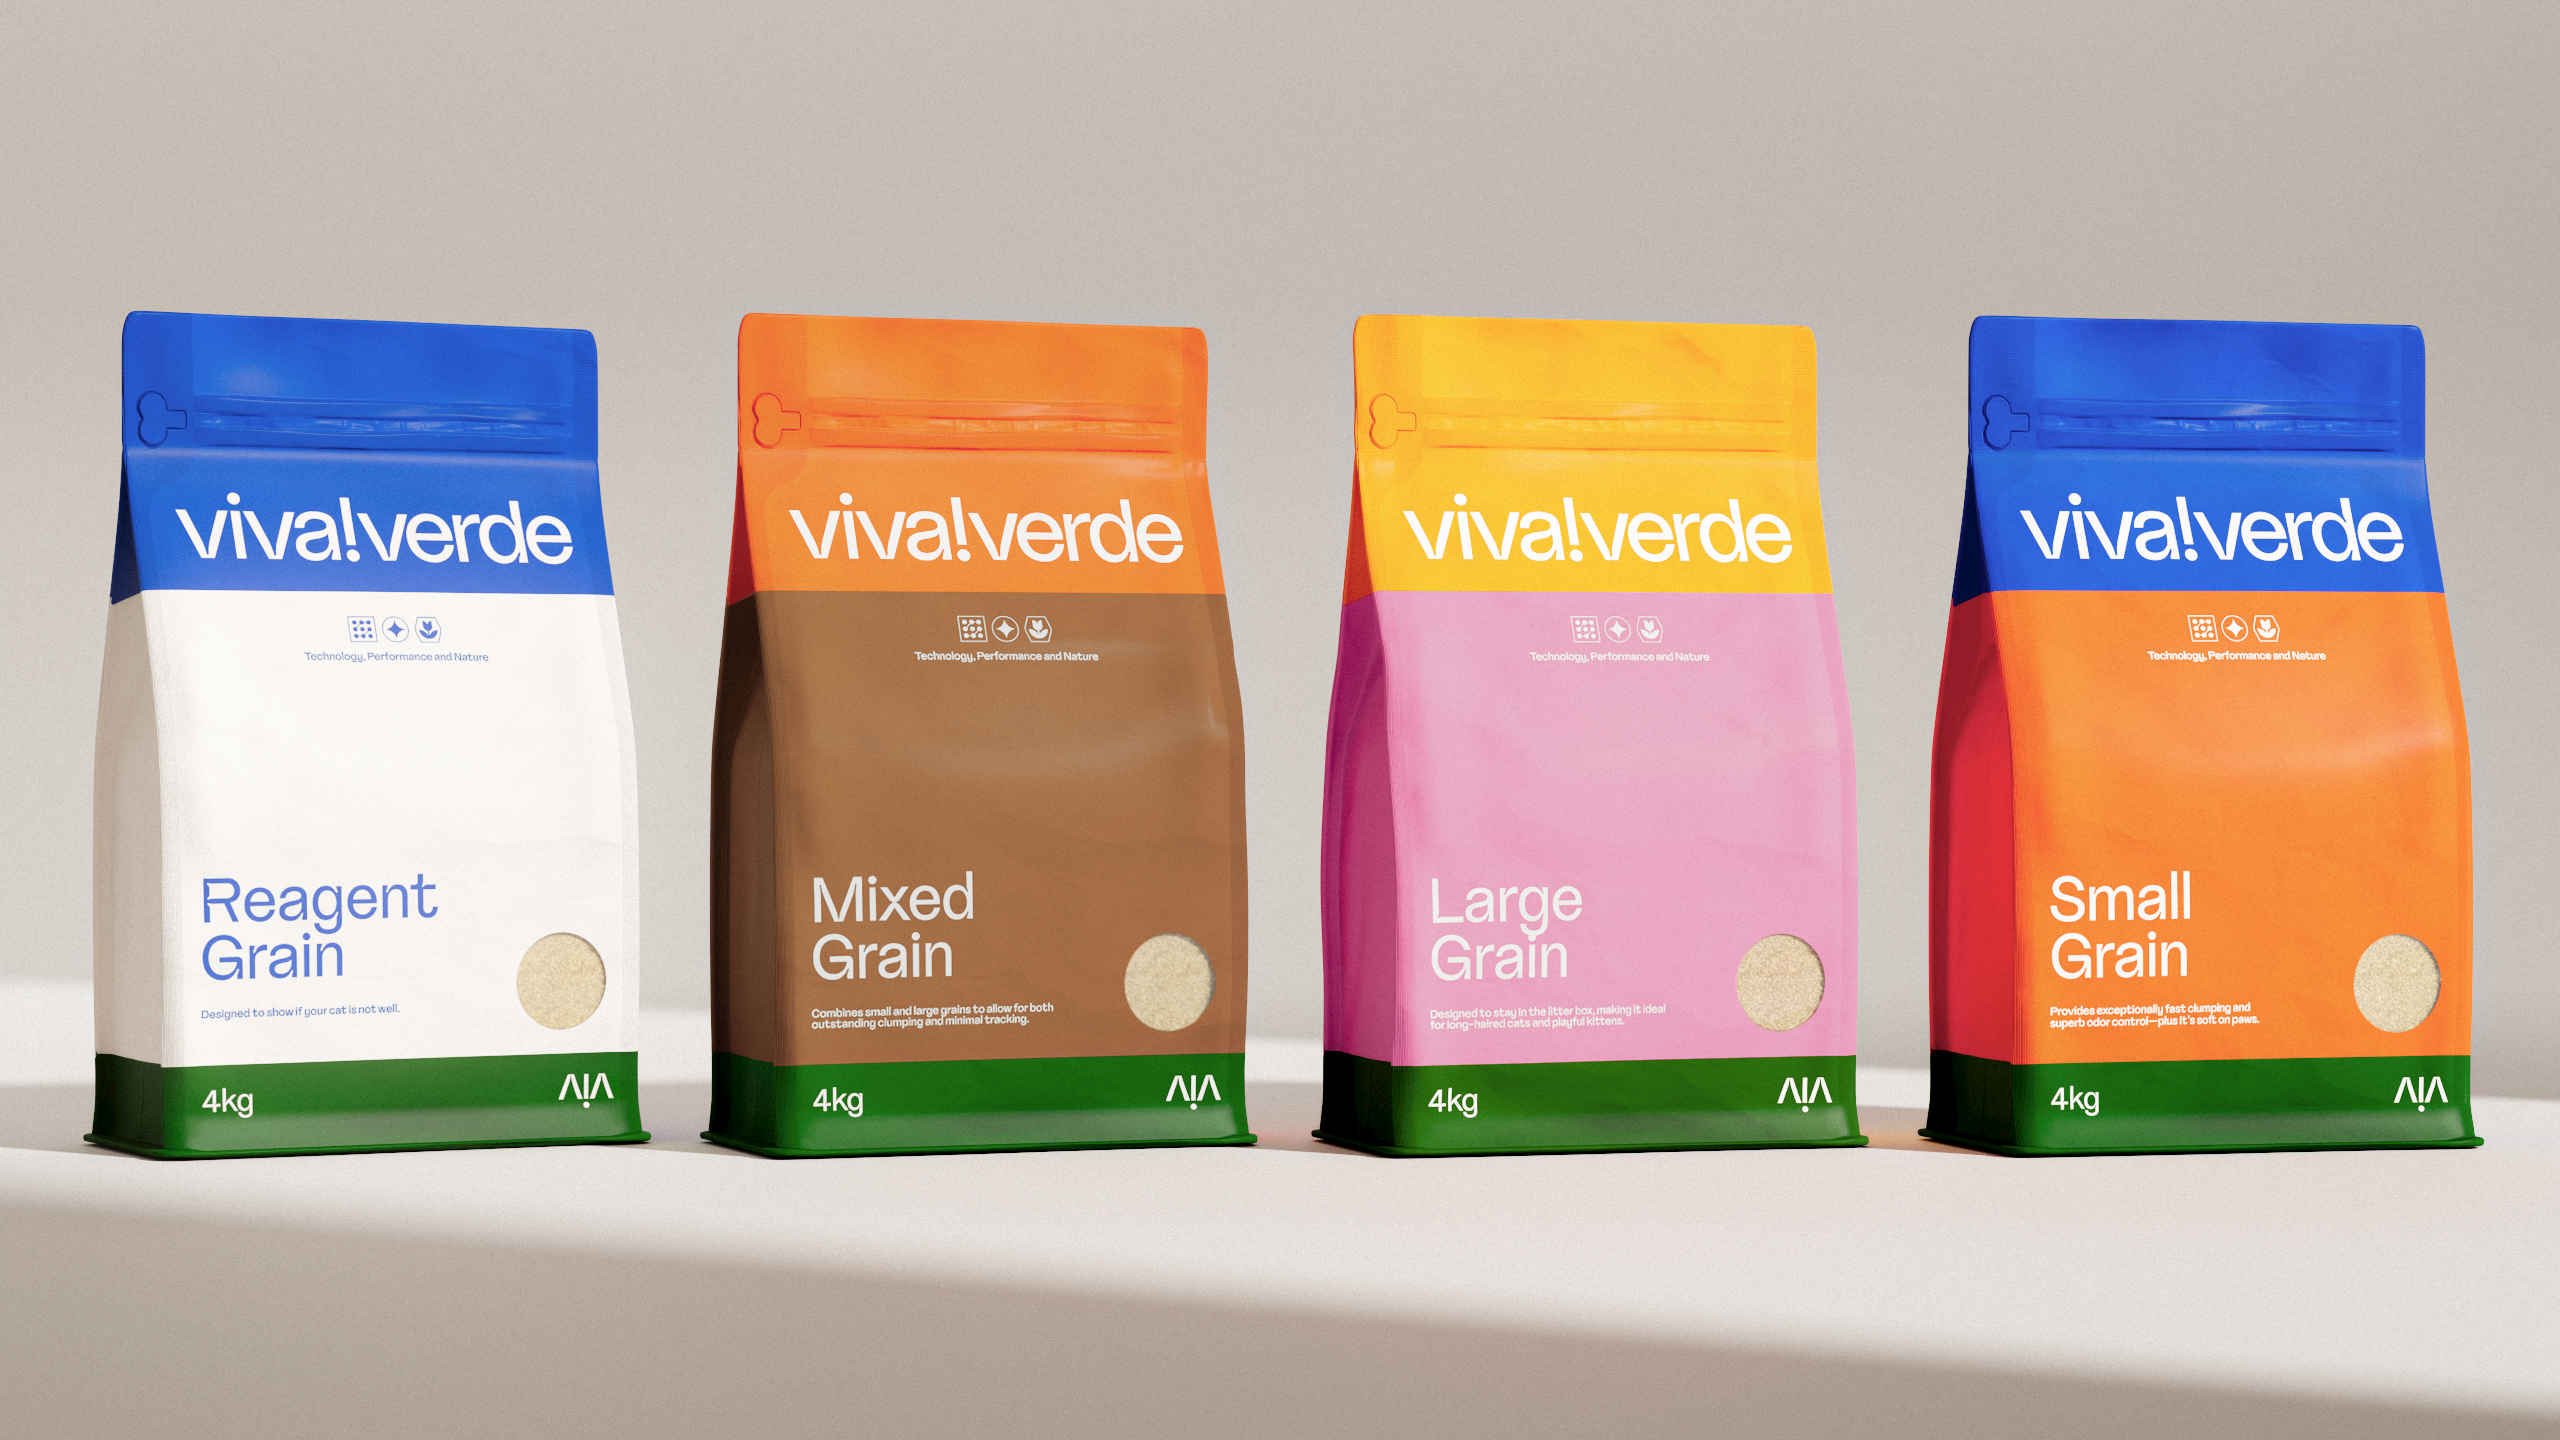 viva!verde
Technology, Performance and Nature
Reagent
Grain
Designed to show if your cat is not well.
4kg
viva!verde
Technology, Performance and Nature
Mixed
Grain
Combines small and large grains to allow for both
outstanding clumping and minimal tracking.
4kg
viva!verde
Technology, Performance and Nature
Large
Grain
Designed to stay in the litter box, making it ideal
for long-haired cats and playful kittens.
4kg
viva!verde
Technology, Performance and Nature
Small
Grain
Provides exceptionally fast clumping and
superb odor control—plus it's soft on paws.
4kg